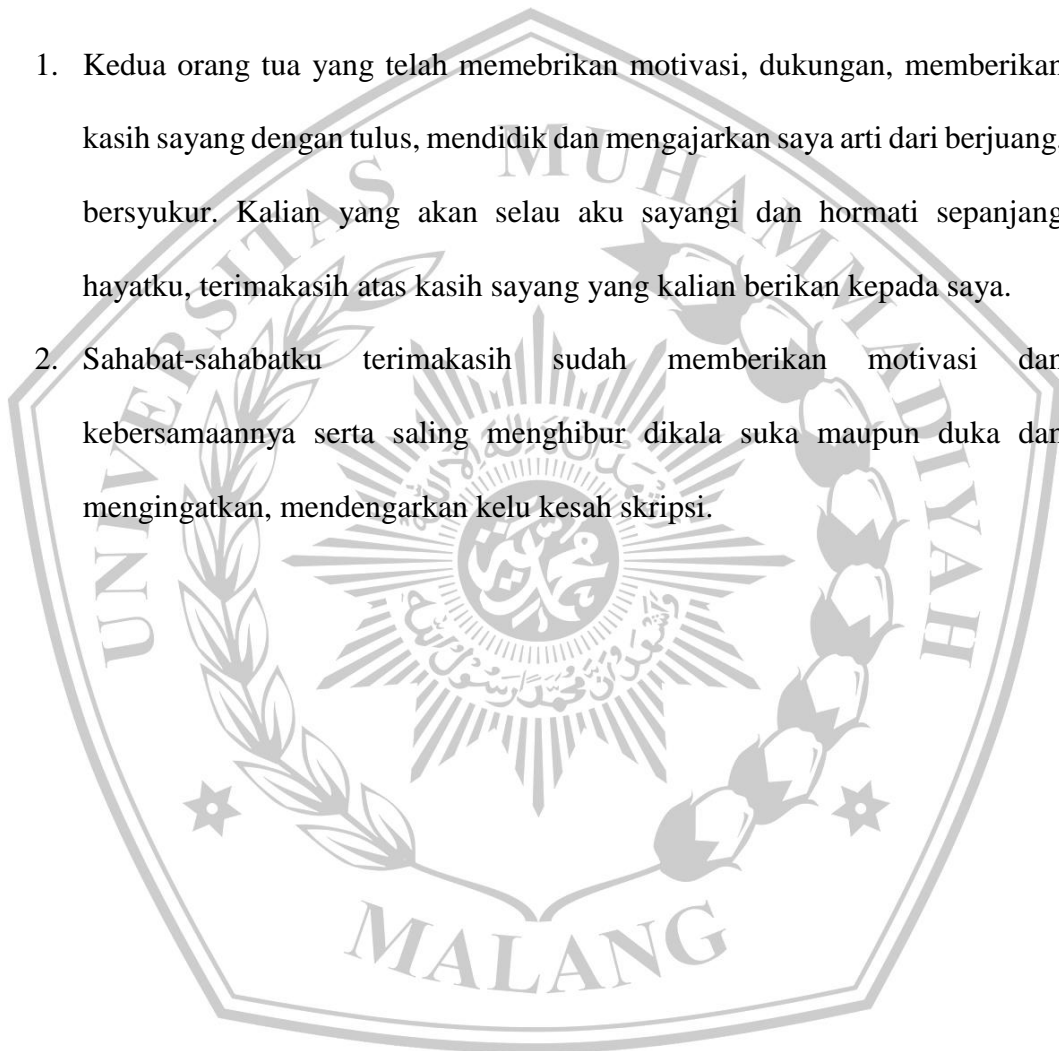 1. Kedua orang tua yang telah memebrikan motivasi, dukungan, memberikan
kasih sayang dengan tulus, mendidik dan mengajarkan saya arti dari berjuang,
bersyukur. Kalian yang akan selau aku sayangi dan hormati sepanjang
hayatku, terimakasih atas kasih sayang yang kalian berikan kepada saya.
2. Sahabat-sahabatku terimakasih sudah memberikan motivasi dan
kebersamaannya serta saling menghibur dikala suka maupun duka dan
mengingatkan, mendengarkan kelu kesah skripsi.
UNIVERSITAS MUHAMMADIYAH
MALANG